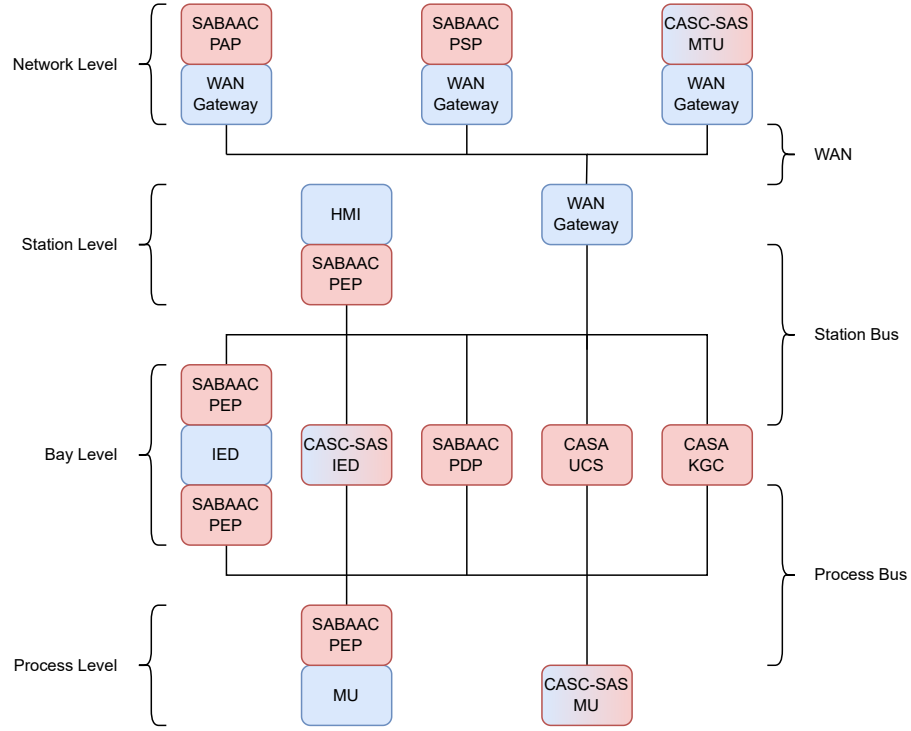 SABAAC
PAP
SABAAC
PSP
CASC-SAS
MTU
Network Level
WAN
Gateway
WAN
Gateway
WAN
Gateway
WAN
HMI
WAN
Gateway
Station Level
SABAAC
PEP
Station Bus
SABAAC
PEP
Bay Level
IED
CASC-SAS
IED
SABAAC
PDP
CASA
UCS
CASA
KGC
SABAAC
PEP
Process Bus
SABAAC
PEP
Process Level
MU
CASC-SAS
MU